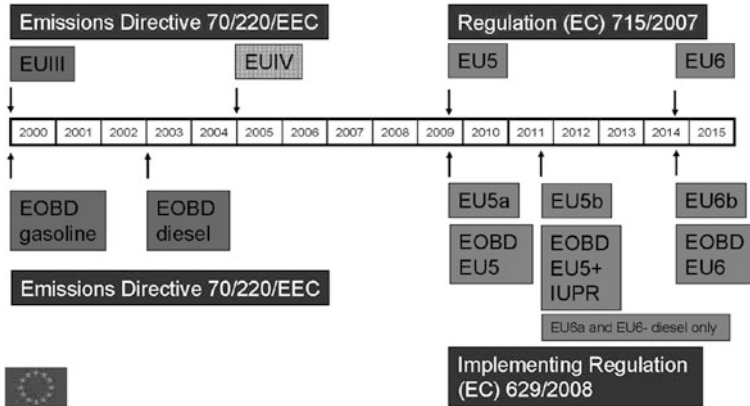 Emissions Directive 70/220/EEC
Regulation (EC) 715/2007
EUIII
EUIV
EU5
EU6
2000 2001 2002 2003 2004 2005 2006 2007 2008 2009 2010 2011 2012 2013 2014 2015
EOBD
gasoline
EOBD
diesel
EU5a
EU5b
EU6b
EOBD
EU5
EOBD
EU5+
IUPR
EOBD
EU6
Emissions Directive 70/220/EEC
EU6a and EU6- diesel only
Implementing Regulation
(EC) 629/2008